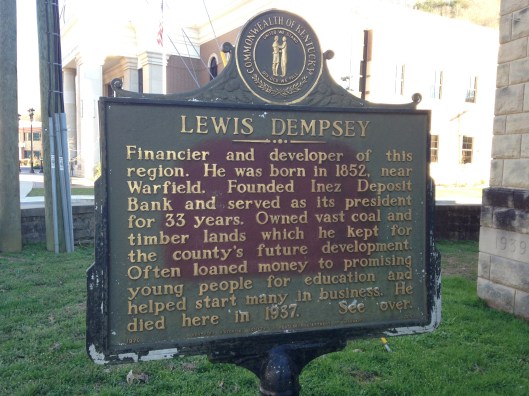 COMMONWEALTH OF KENTUCKY
LEWIS DEMPSEY
Financier and developer of this
region. He was born in 1852, near
Warfield. Founded Inez Deposit
Bank and served as its president
for 33 years. Owned vast coal and
timber lands which he kept for
the county's future development.
Often loaned money to promising
young people for education and
helped start many in business. He
died here in 1937. See over.